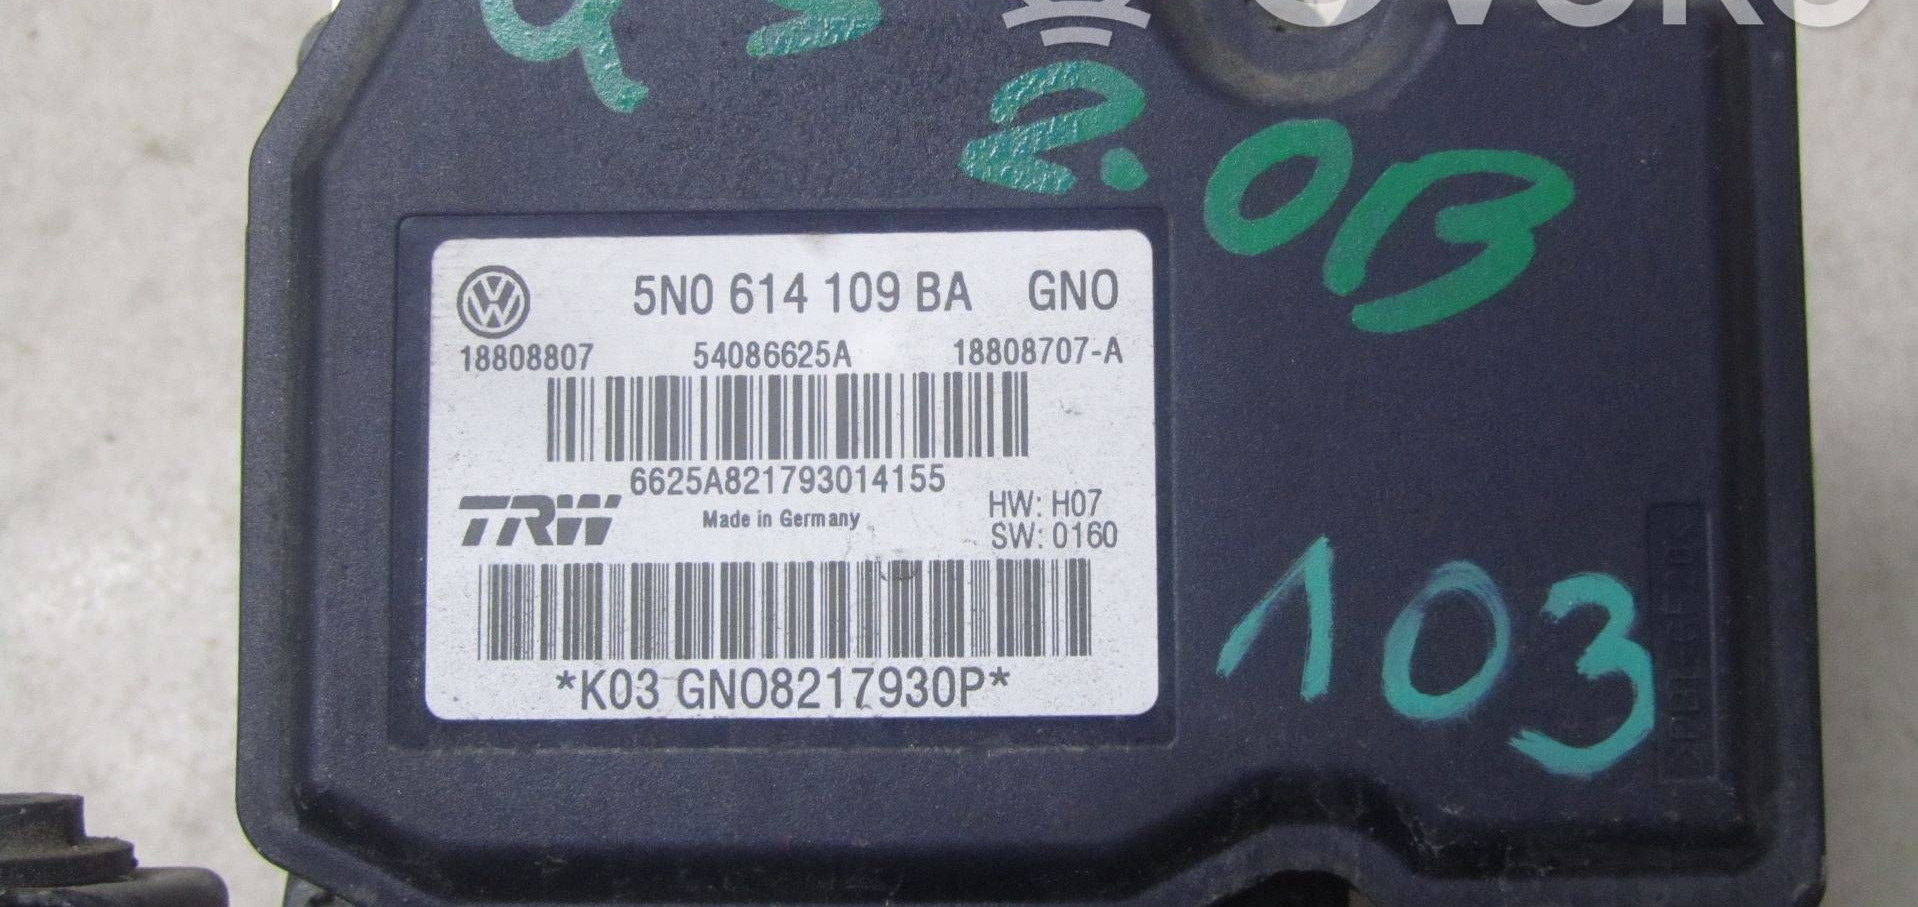 Q 3
2.0B
5N0 614 109 BA GNO
18808807 54086625A 18808707-A
6625A821793014155
TRW Made in Germany HW: H07
SW: 0160
*K03 GNO8217930P*
103